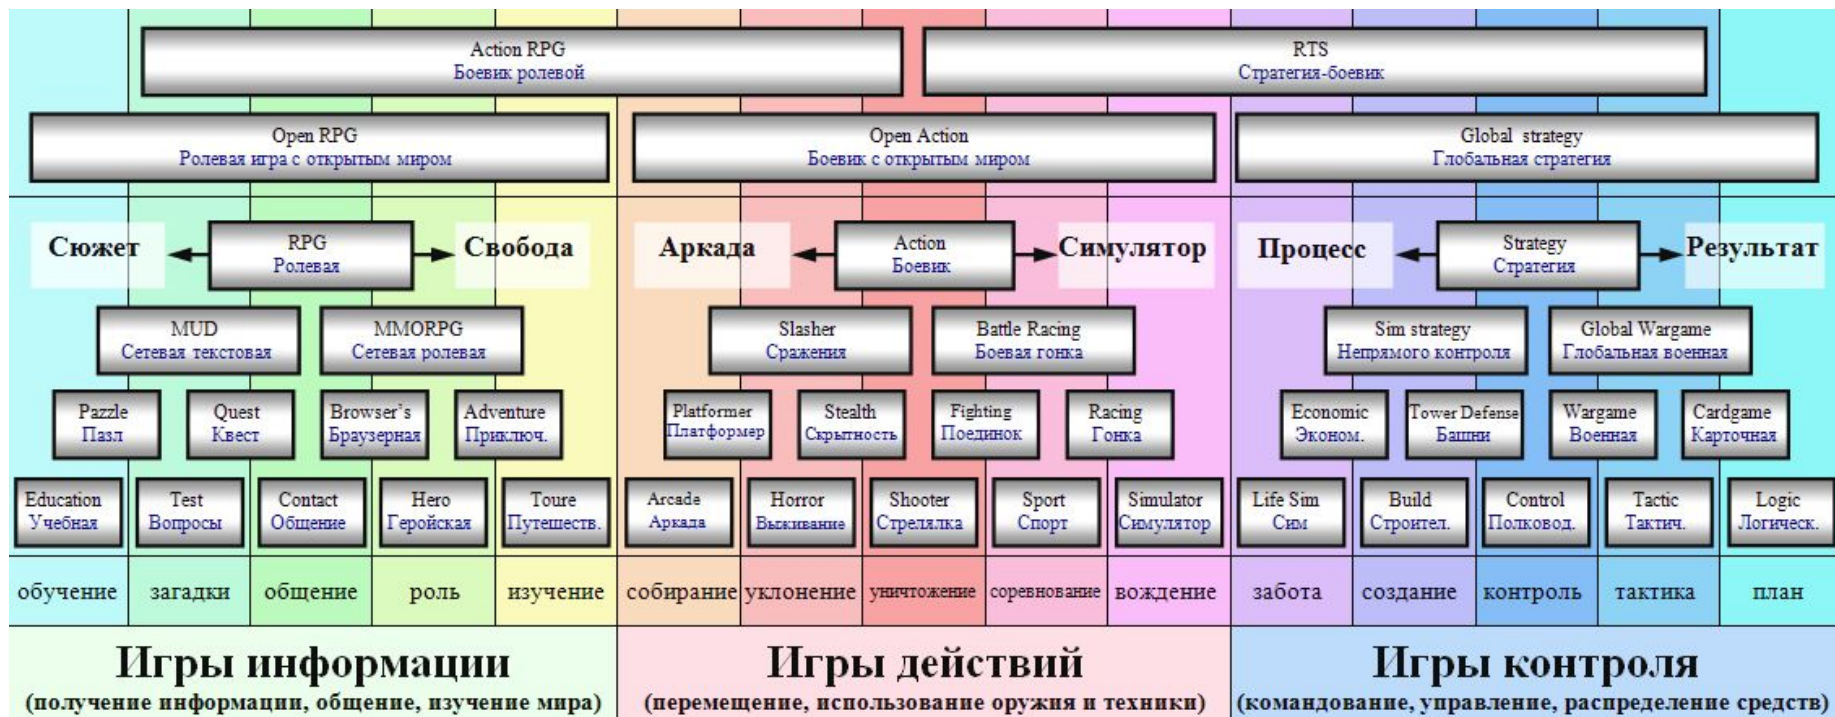 Action RPG
Боевик ролевой
RTS
Стратегия-боевик
Open RPG
Ролевая игра с открытым миром
Open Action
Боевик с открытым миром
Global strategy
Глобальная стратегия
Сюжет
RPG
Ролевая
Свобода
Аркада
Action
Боевик
Симулятор
Процесс
Strategy
Стратегия
Результат
MUD
Сетевая текстовая
MMORPG
Сетевая ролевая
Slasher
Сражения
Battle Racing
Боевая гонка
Sim strategy
Непрямого контроля
Global Wargame
Глобальная военная
Pazzle
Пазл
Quest
Квест
Browser's
Браузерная
Adventure
Приключ.
Platformer
Платформер
Stealth
Скрытность
Fighting
Поединок
Racing
Гонка
Economic
Эконом.
Tower Defense
Башни
Wargame
Военная
Cardgame
Карточная
Education
Учебная
Test
Вопросы
Contact
Общение
Hero
Геройская
Toure
Путешеств.
Arcade
Аркада
Horror
Выживание
Shooter
Стрелялка
Sport
Спорт
Simulator
Симулятор
Life Sim
Сим
Build
Строител.
Control
Полковод.
Tactic
Тактич.
Logic
Логическ.
обучение
загадки
общение
роль
изучение
собирание
уклонение
уничтожение
соревнование
вождение
забота
создание
контроль
тактика
план
Игры информации
(получение информации, общение, изучение мира)
Игры действий
(перемещение, использование оружия и техники)
Игры контроля
(командование, управление, распределение средств)